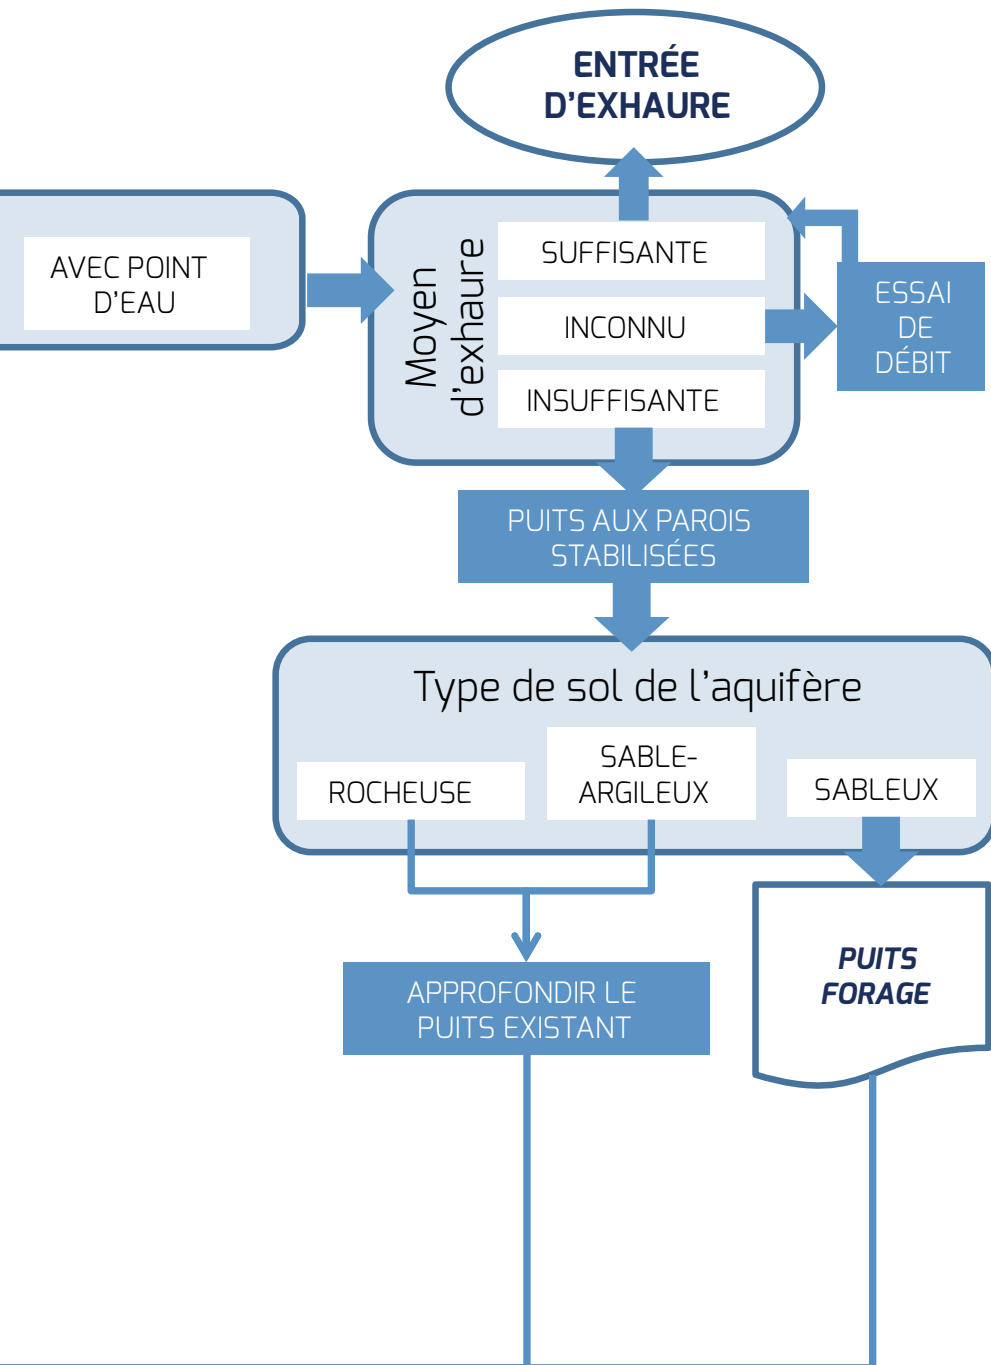 ENTRÉE
D'EXHAURE
AVEC POINT
D'EAU
Moyen
d'exhaure
SUFFISANTE
INCONNU
INSUFFISANTE
ESSAI
DE
DÉBIT
PUITS AUX PAROIS
STABILISÉES
Type de sol de l'aquifère
ROCHEUSE
SABLE-
ARGILEUX
SABLEUX
APPROFONDIR LE
PUITS EXISTANT
PUITS
FORAGE